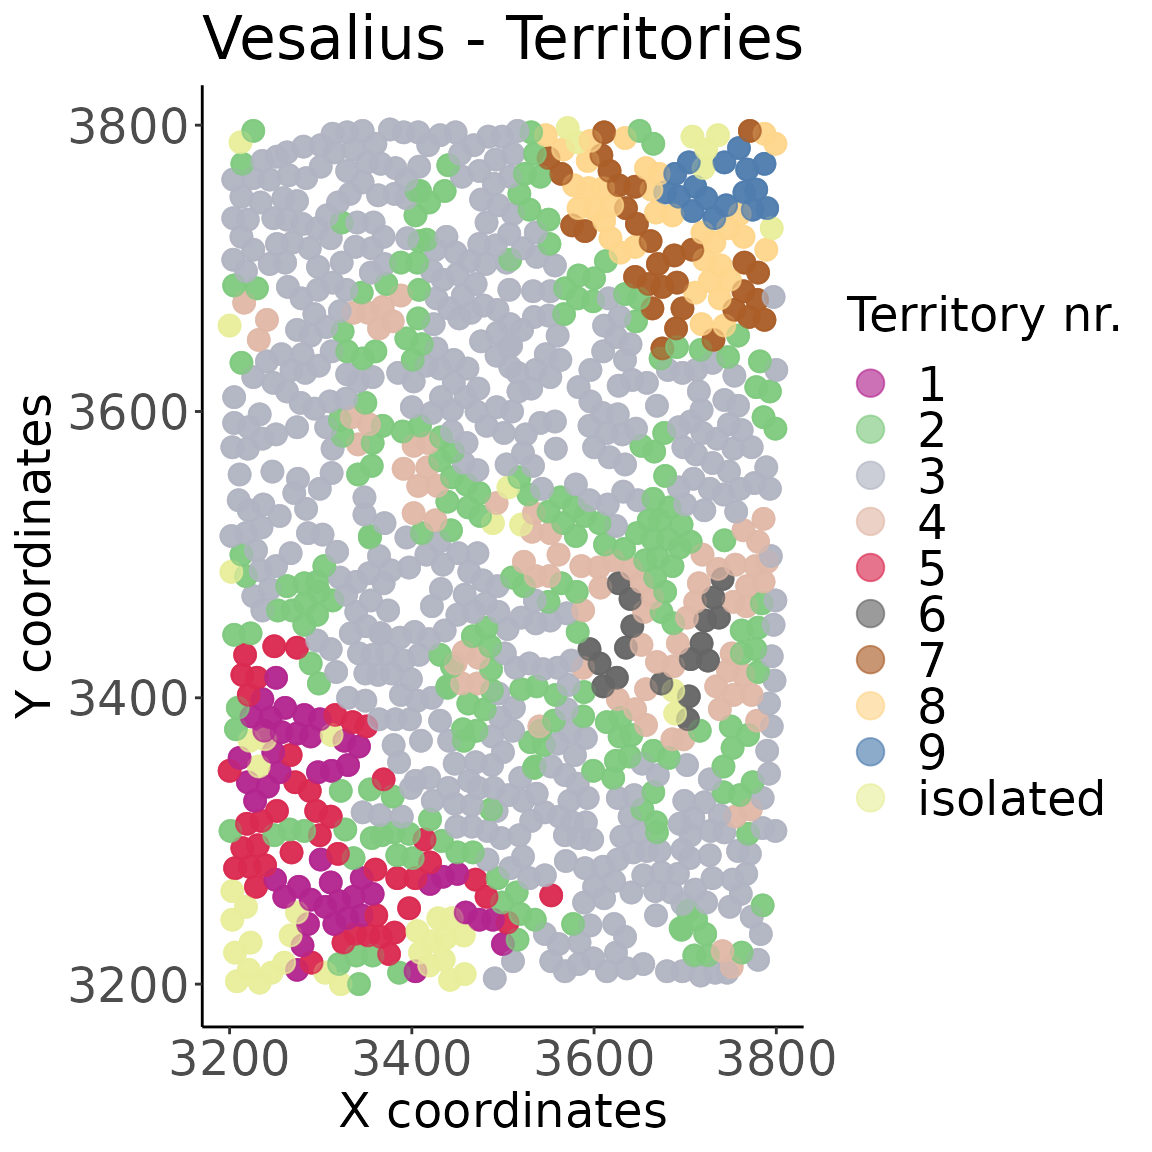 Vesalius - Territories
3800
3600
3400
3200
Y coordinates
3200 3400 3600 3800
X coordinates
Territory nr.
1
2
3
4
5
6
7
8
9
isolated